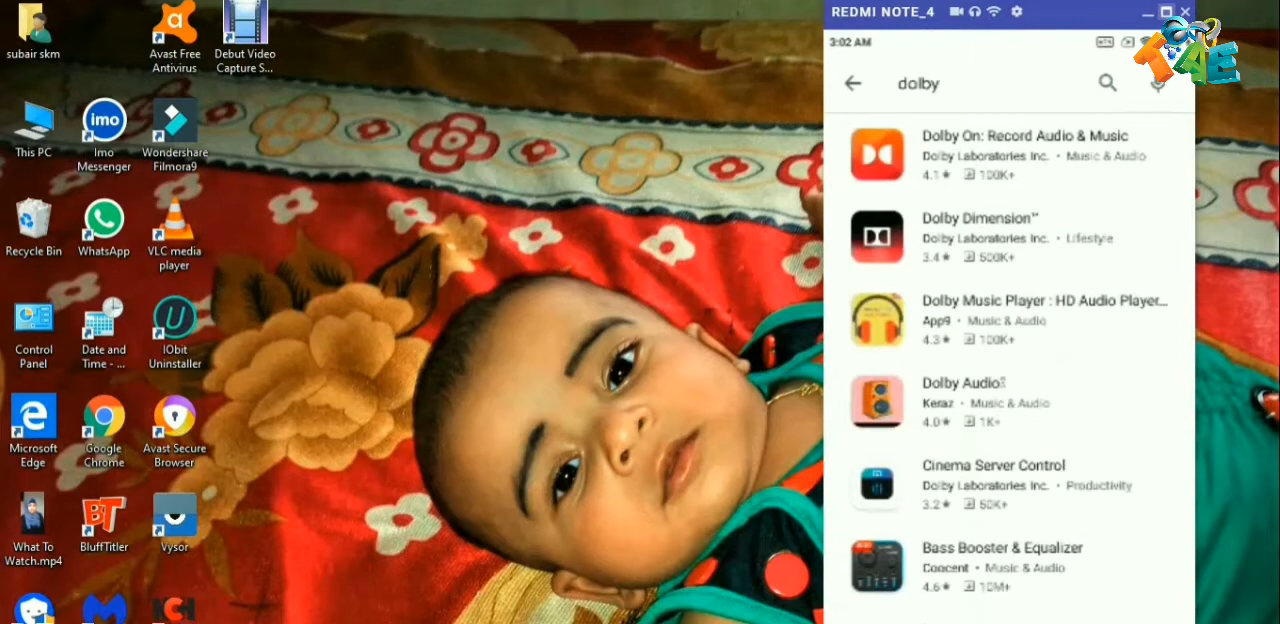 subair skm
Avast Free
Antivirus
Debut Video
Capture S...
This PC
imo
Imo
Messenger
Wondershare
Filmora9
Recycle Bin
WhatsApp
VLC media
player
Control
Panel
Date and
Time - ...
IObit
Uninstaller
Microsoft
Edge
Google
Chrome
Avast Secure
Browser
What To
Watch.mp4
BT
BluffTitler
Vysor
REDMI NOTE_4
3:02 AM
TAE
dolby
Dolby On: Record Audio & Music
Dolby Laboratories Inc. • Music & Audio
4.1★ 100K+
Dolby Dimension™
Dolby Laboratories Inc. • Lifestyle
3.4★ 500K+
Dolby Music Player : HD Audio Player...
App9 • Music & Audio
4.3★ 100K+
Dolby Audio
Keraz • Music & Audio
4.0★ 1K+
Cinema Server Control
Dolby Laboratories Inc. • Productivity
3.2★ 50K+
Bass Booster & Equalizer
Coocent • Music & Audio
4.6★ 10M+